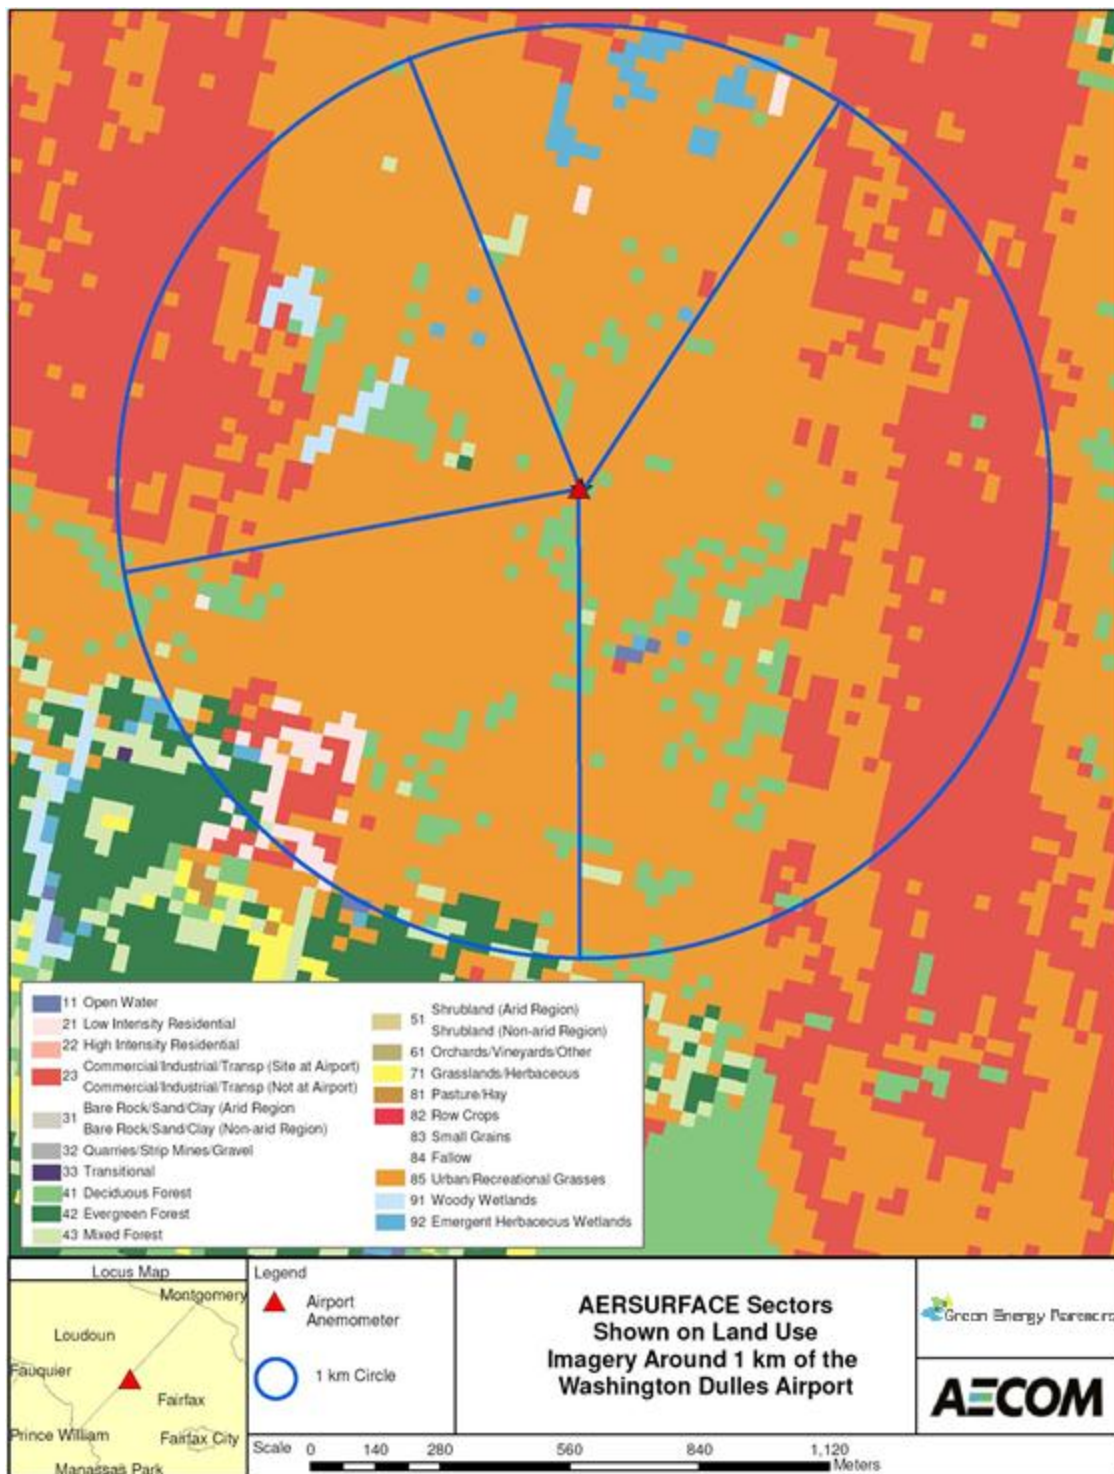 11 Open Water
21 Low Intensity Residential
22 High Intensity Residential
23 Commercial/Industrial/Transp (Site at Airport)
Commercial/Industrial/Transp (Not at Airport)
31 Bare Rock/Sand/Clay (Arid Region
Bare Rock/Sand/Clay (Non-arid Region)
32 Quarries/Strip Mines/Gravel
33 Transitional
41 Deciduous Forest
42 Evergreen Forest
43 Mixed Forest
51 Shrubland (Arid Region)
Shrubland (Non-arid Region)
61 Orchards/Vineyards/Other
71 Grasslands/Herbaceous
81 Pasture/Hay
82 Row Crops
83 Small Grains
84 Fallow
85 Urban/Recreational Grasses
91 Woody Wetlands
92 Emergent Herbaceous Wetlands
Locus Map
Montgomery
Loudoun
Fauquier
Fairfax
Prince William
Fairfax City
Manassas Park
Legend
Airport
Anemometer
1 km Circle
AERSURFACE Sectors
Shown on Land Use
Imagery Around 1 km of the
Washington Dulles Airport
Green Energy
AECOM
Scale 0 140 280 560 840 1,120
Meters